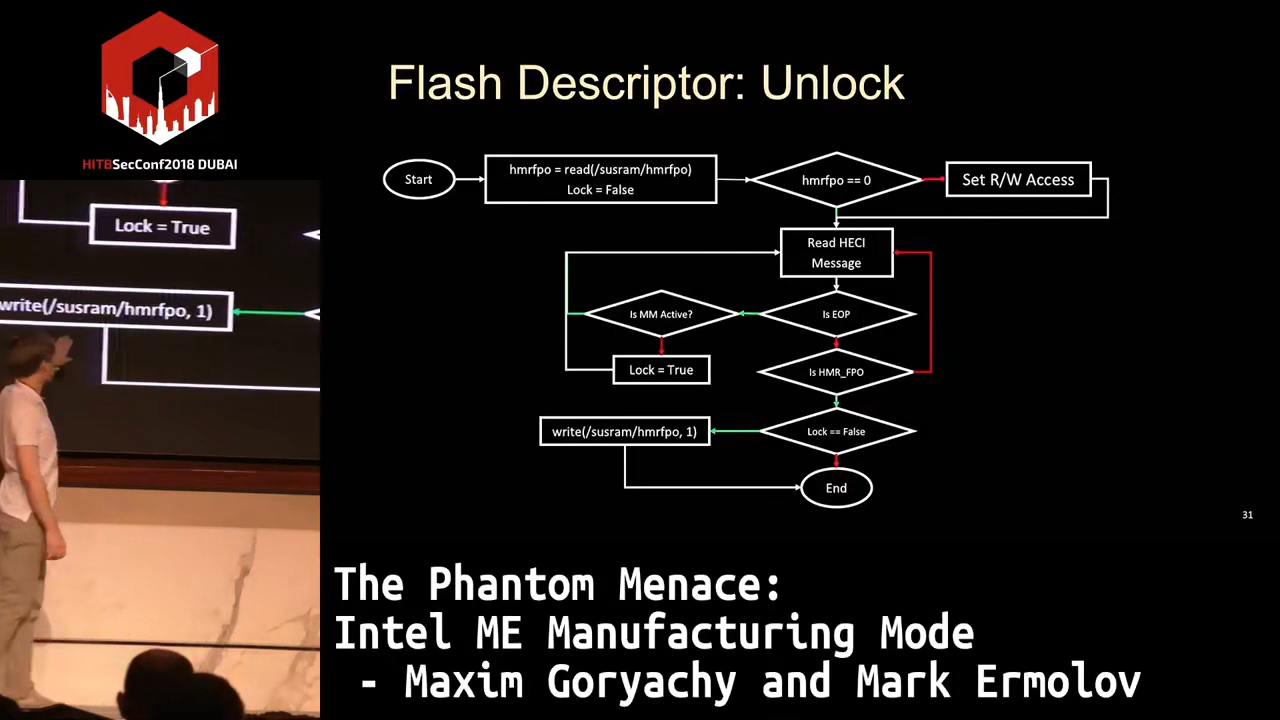 HITBSecConf2018 DUBAI
Flash Descriptor: Unlock
Start
hmrfpo = read(/susram/hmrfpo)
Lock = False
hmrfpo == 0
Set R/W Access
Read HECI
Message
Is MM Active?
Is EOP
Lock = True
Is HMR_FPO
write(/susram/hmrfpo, 1)
Lock == False
End
31
Lock = True
write(/susram/hmrfpo, 1)
The Phantom Menace:
Intel ME Manufacturing Mode
- Maxim Goryachy and Mark Ermolov